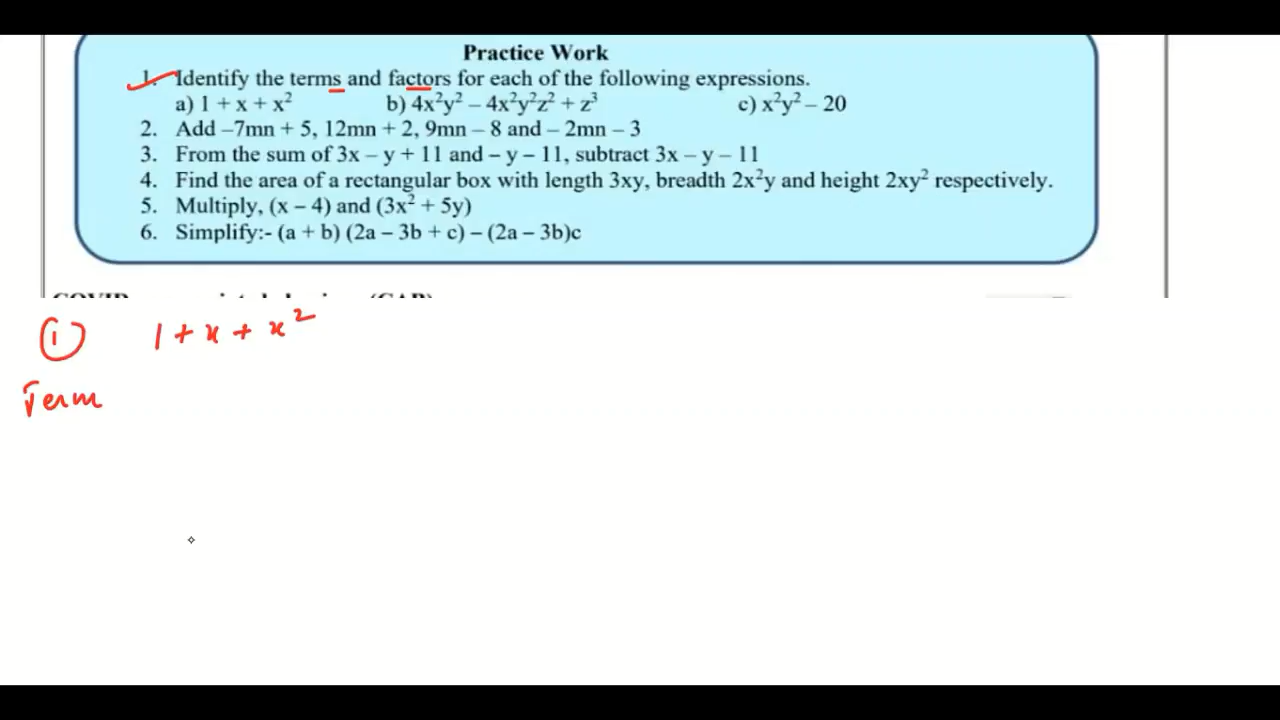 Practice Work
1. Identify the terms and factors for each of the following expressions.
a) 1 + x + x² b) 4x²y² – 4x²y²z² + z³ c) x²y² – 20
2. Add –7mn + 5, 12mn + 2, 9mn – 8 and – 2mn – 3
3. From the sum of 3x – y + 11 and – y – 11, subtract 3x – y – 11
4. Find the area of a rectangular box with length 3xy, breadth 2x²y and height 2xy² respectively.
5. Multiply, (x – 4) and (3x² + 5y)
6. Simplify:- (a + b) (2a – 3b + c) – (2a – 3b)c
① 1 + x + x²
Term